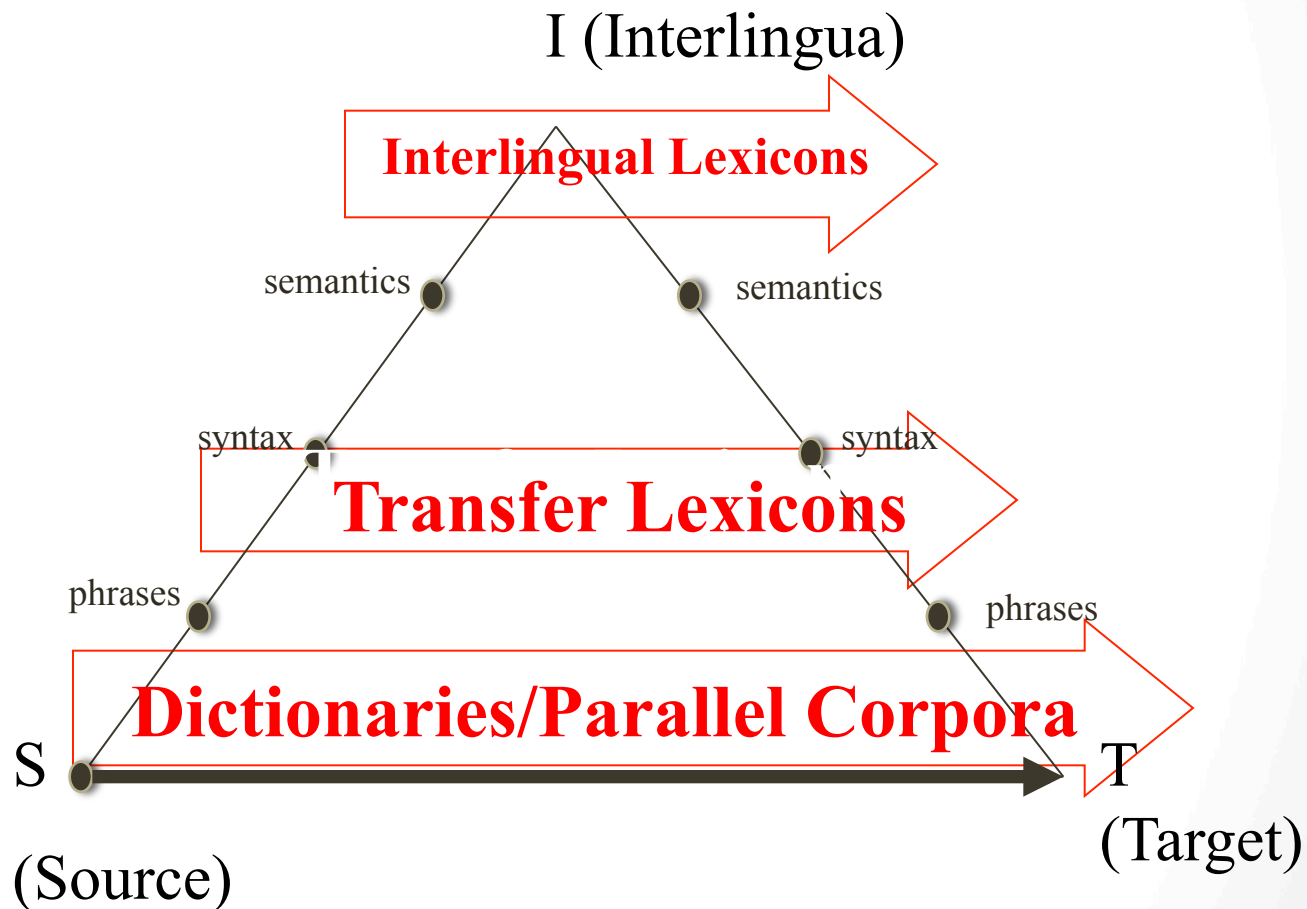 I (Interlingua)
Interlingual Lexicons
semantics
semantics
syntax
syntax
Transfer Lexicons
phrases
phrases
Dictionaries/Parallel Corpora
S
T
(Target)
(Source)